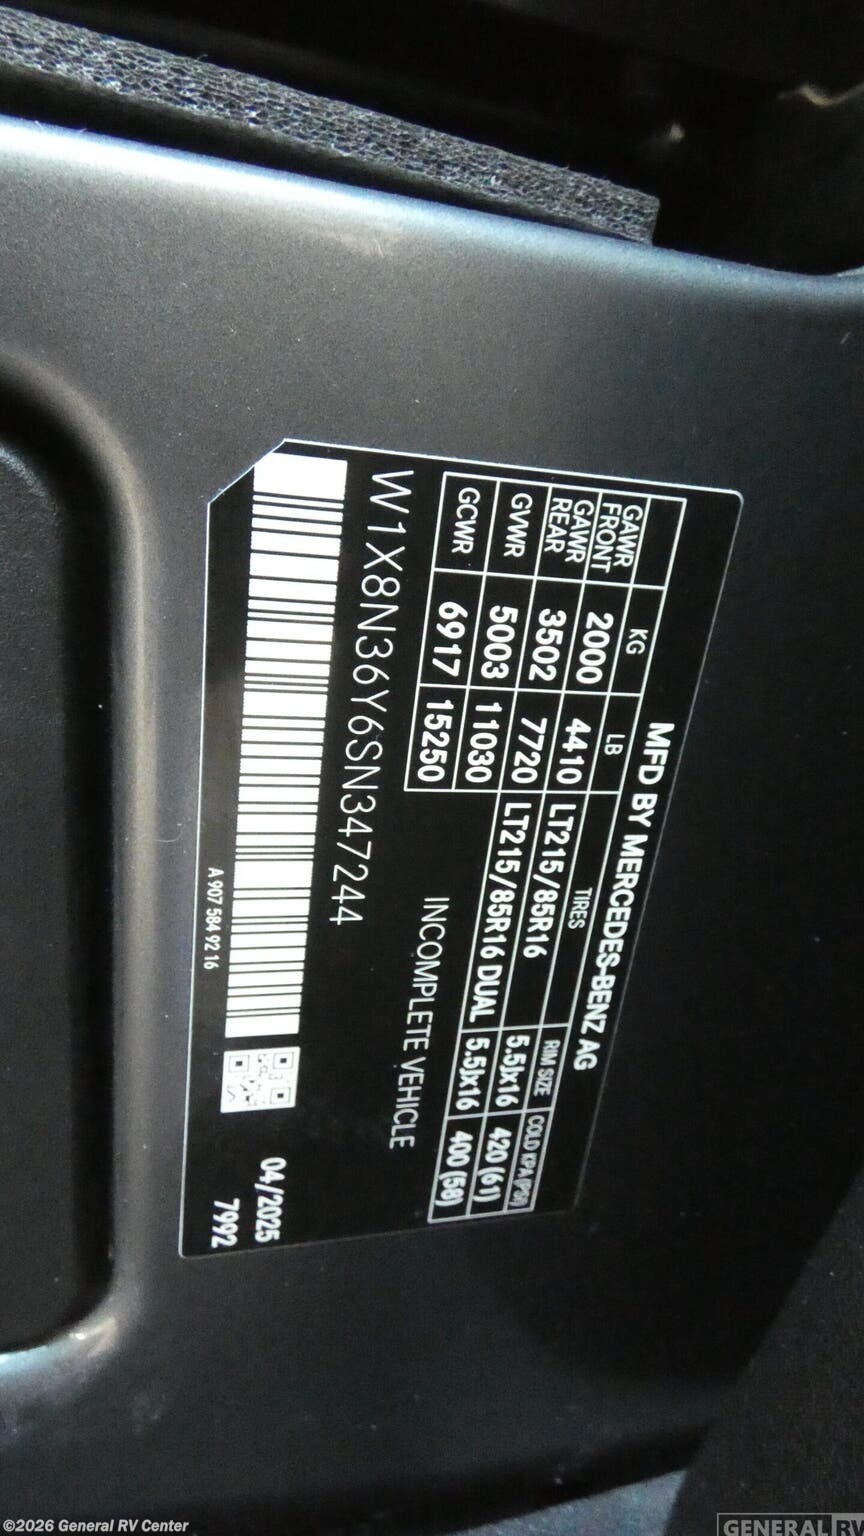 MFD BY MERCEDES-BENZ AG
KG LB TIRES RIM SIZE COLD KPA (PSI)
GAWR FRONT 2000 4410 LT215/85R16 5.5Jx16 420 (61)
GAWR REAR 3502 7720 LT215/85R16 DUAL 5.5Jx16 400 (58)
GVWR 5003 11030
GCWR 6917 15250
INCOMPLETE VEHICLE
W1X8N36Y6SN347244
04/2025
7992
A 907 584 92 16
©2026 General RV Center
GENERAL RV